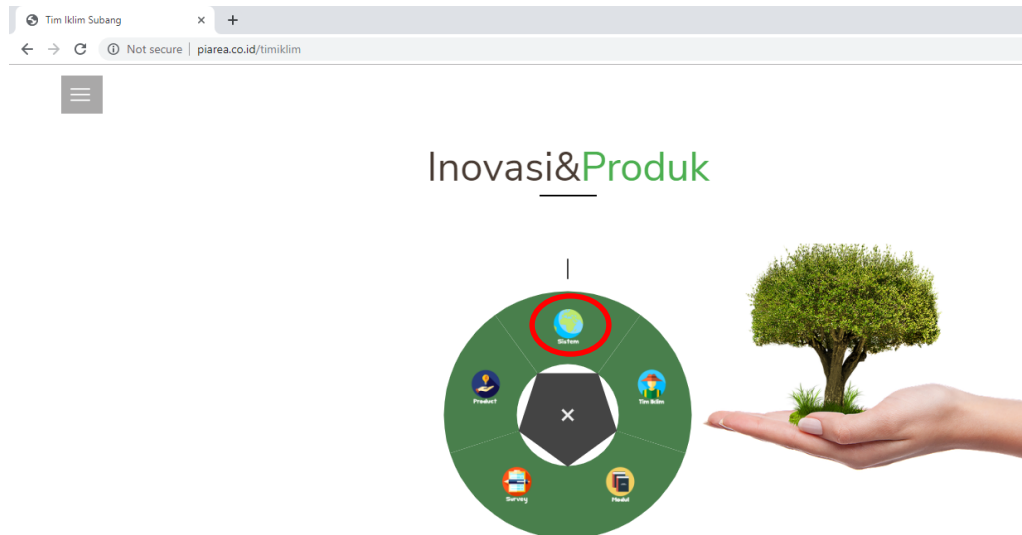 Tim Iklim Subang
Not secure | piarea.co.id/timiklim
Inovasi&Produk
Sistem
Product
Tim Iklim
Survey
Modul